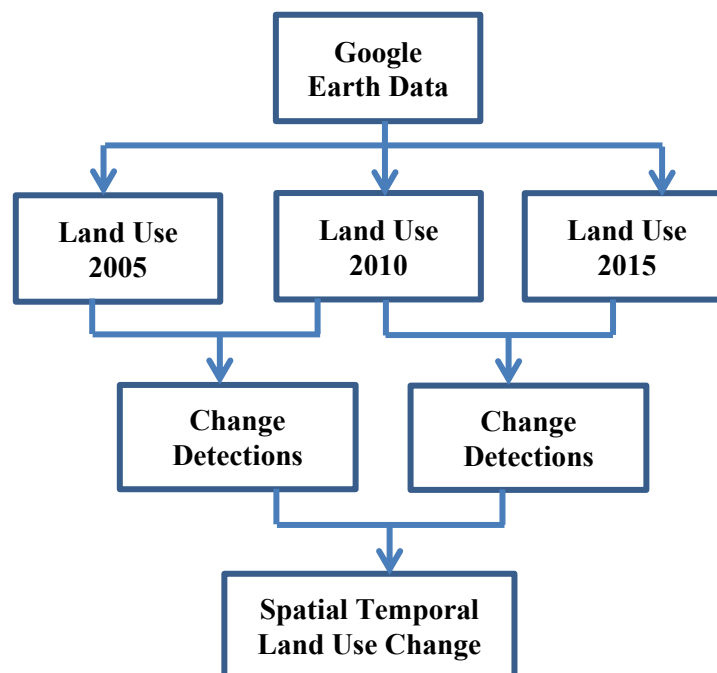 Google
Earth Data
Land Use
2005
Land Use
2010
Land Use
2015
Change
Detections
Change
Detections
Spatial Temporal
Land Use Change